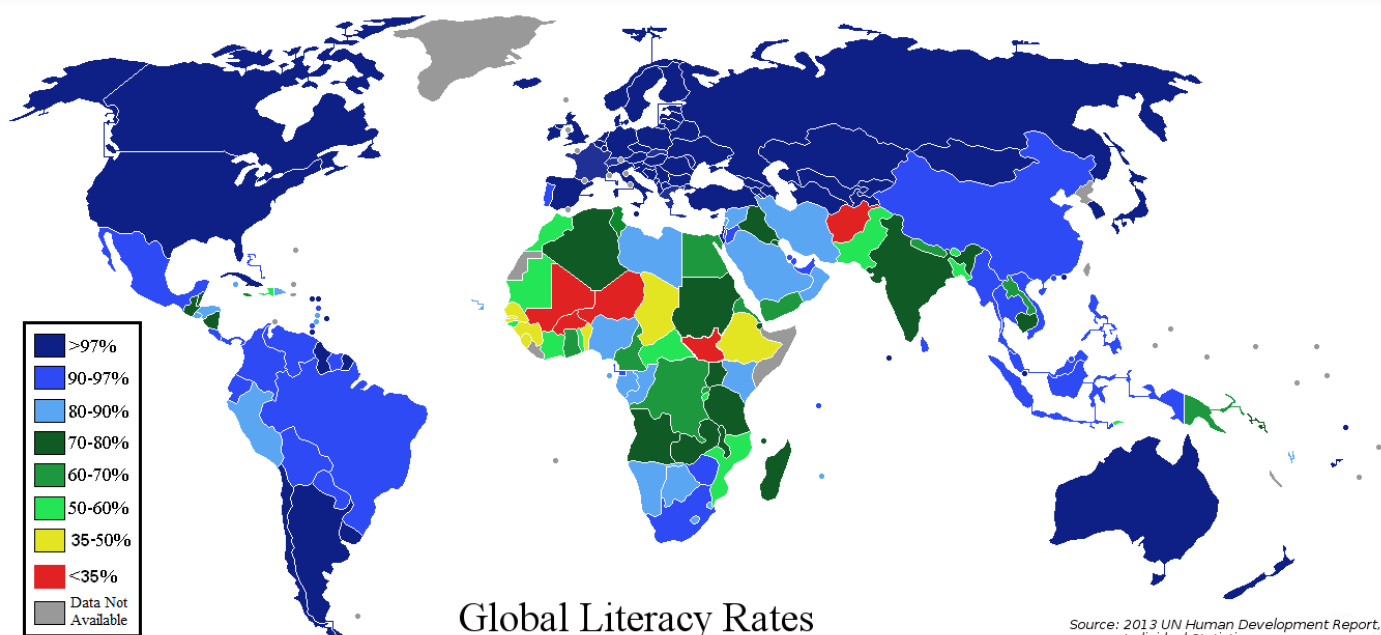 >97%
90-97%
80-90%
70-80%
60-70%
50-60%
35-50%
<35%
Data Not
Available
Global Literacy Rates
Source: 2013 UN Human Development Report,